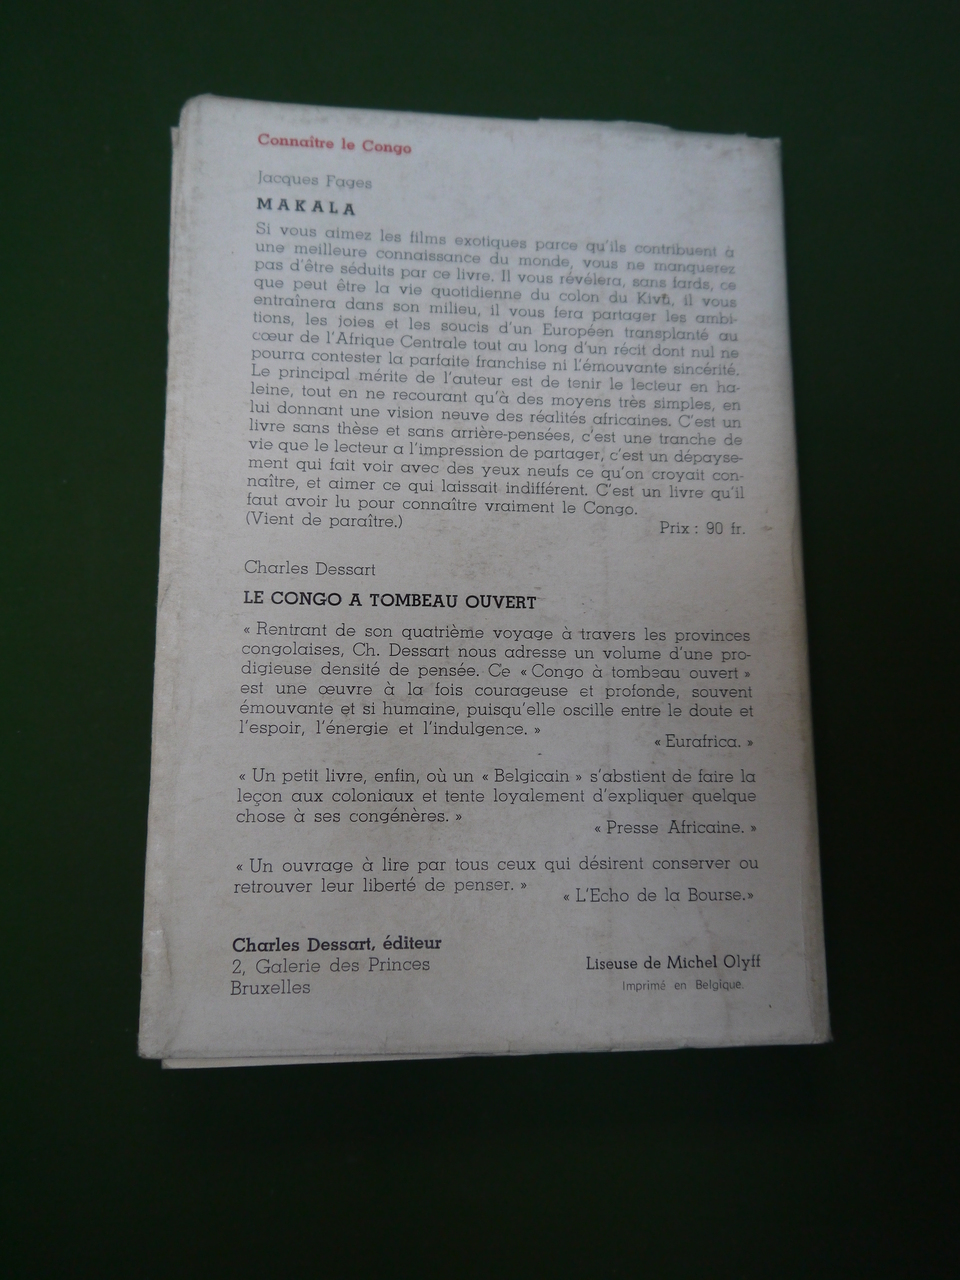 Connaître le Congo
Jacques Fages
MAKALA
Si vous aimez les films exotiques parce qu'ils contribuent à
une meilleure connaissance du monde, vous ne manquerez
pas d'être séduits par ce livre. Il vous révélera, sans fards, ce
que peut être la vie quotidienne du colon du Kivu, il vous
entraînera dans son milieu, il vous fera partager les ambi-
tions, les joies et les soucis d'un Européen transplanté au
cœur de l'Afrique Centrale tout au long d'un récit dont nul ne
pourra contester la parfaite franchise ni l'émouvante sincérité.
Le principal mérite de l'auteur est de tenir le lecteur en ha-
leine, tout en ne recourant qu'à des moyens très simples, en
lui donnant une vision neuve des réalités africaines. C'est un
livre sans thèse et sans arrière-pensées, c'est une tranche de
vie que le lecteur a l'impression de partager, c'est un dépayse-
ment qui fait voir avec des yeux neufs ce qu'on croyait con-
naître, et aimer ce qui laissait indifférent. C'est un livre qu'il
faut avoir lu pour connaître vraiment le Congo.
(Vient de paraître.)
Prix : 90 fr.
Charles Dessart
LE CONGO A TOMBEAU OUVERT
« Rentrant de son quatrième voyage à travers les provinces
congolaises, Ch. Dessart nous adresse un volume d'une pro-
digieuse densité de pensée. Ce « Congo à tombeau ouvert »
est une œuvre à la fois courageuse et profonde, souvent
émouvante et si humaine, puisqu'elle oscille entre le doute et
l'espoir, l'énergie et l'indulgence. »
« Eurafrica. »
« Un petit livre, enfin, où un « Belgicain » s'abstient de faire la
leçon aux coloniaux et tente loyalement d'expliquer quelque
chose à ses congénères. »
« Presse Africaine. »
« Un ouvrage à lire par tous ceux qui désirent conserver ou
retrouver leur liberté de penser. »
« L'Echo de la Bourse.»
Charles Dessart, éditeur
2, Galerie des Princes
Bruxelles
Liseuse de Michel Olyff
Imprimé en Belgique.